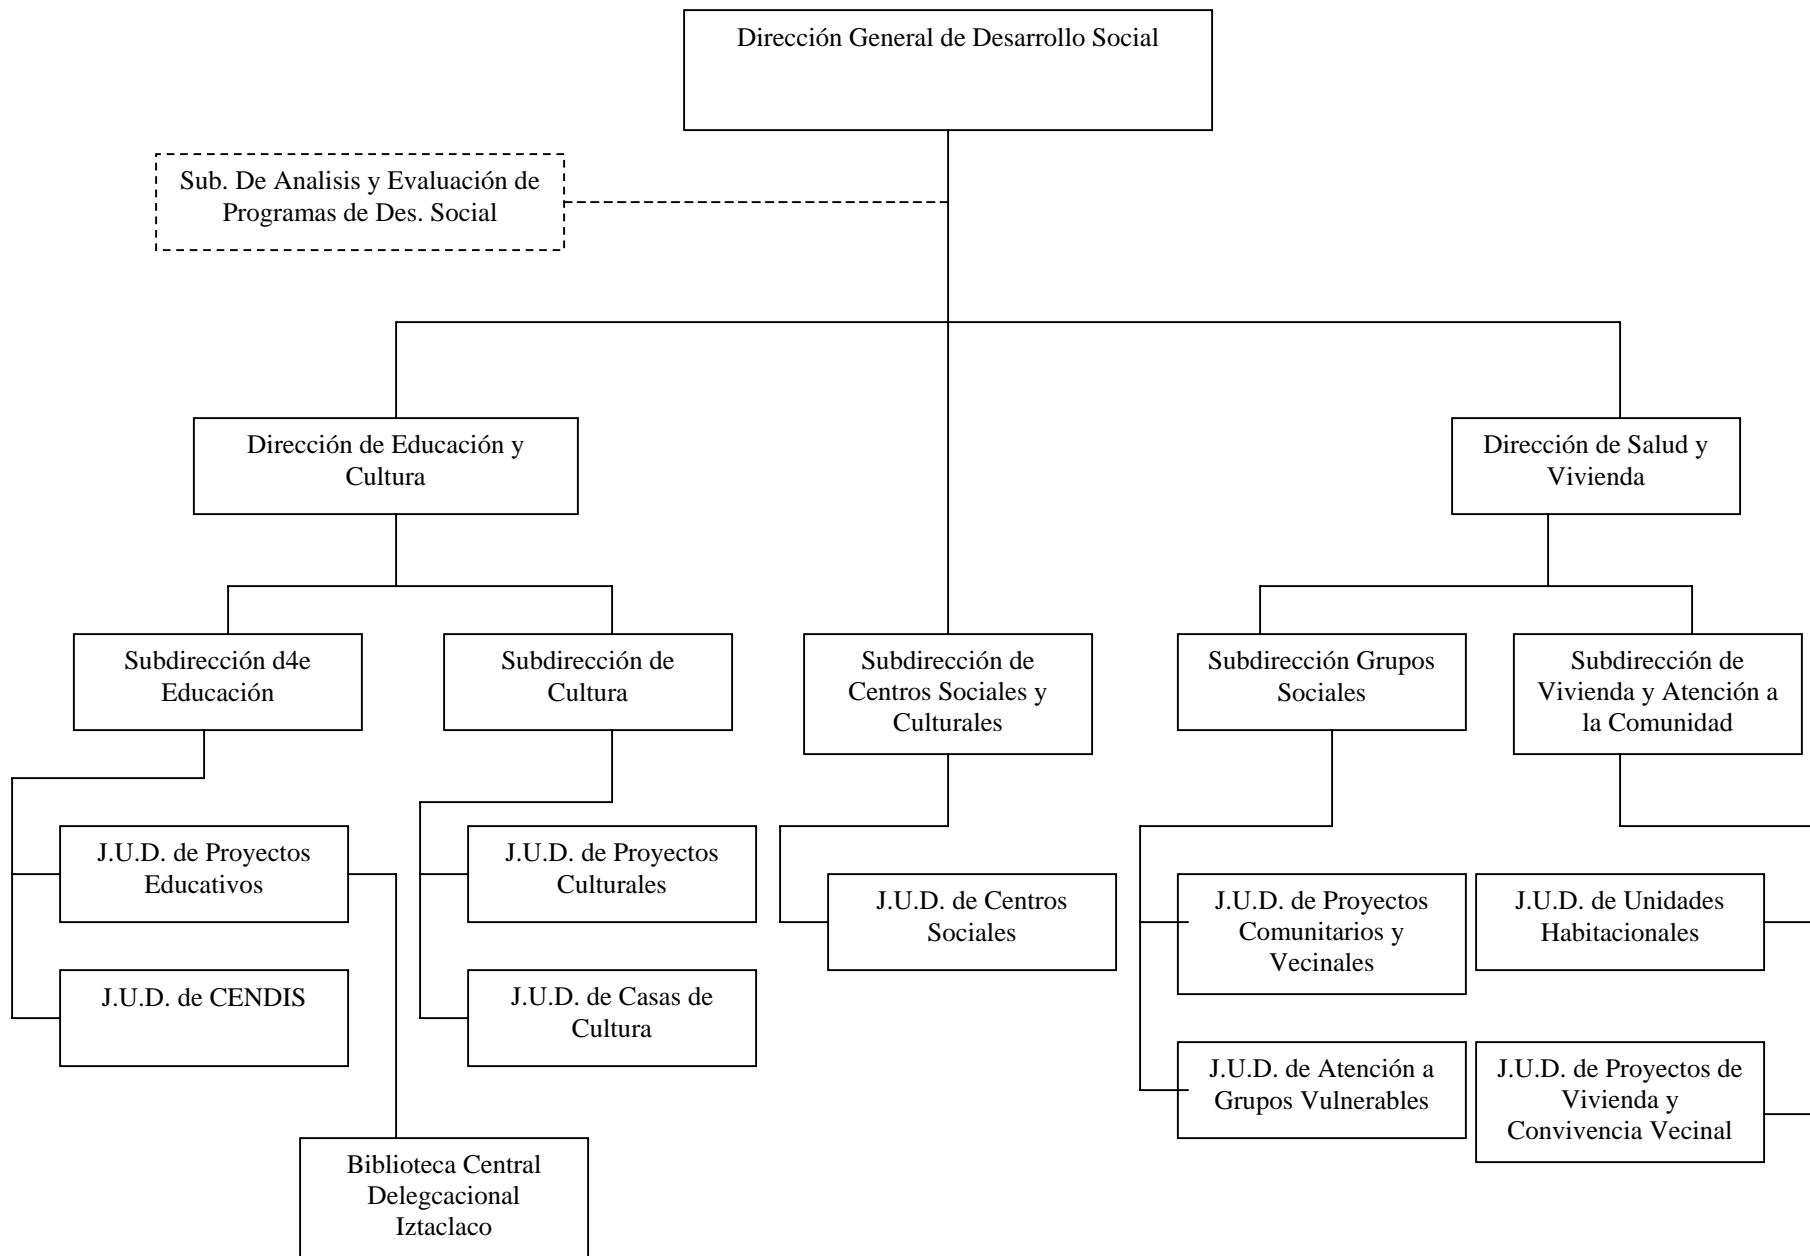 Dirección General de Desarrollo Social
Sub. De Analisis y Evaluación de
Programas de Des. Social
Dirección de Educación y
Cultura
Dirección de Salud y
Vivienda
Subdirección d4e
Educación
Subdirección de
Cultura
Subdirección de
Centros Sociales y
Culturales
Subdirección Grupos
Sociales
Subdirección de
Vivienda y Atención a
la Comunidad
J.U.D. de Proyectos
Educativos
J.U.D. de Proyectos
Culturales
J.U.D. de Centros
Sociales
J.U.D. de Proyectos
Comunitarios y
Vecinales
J.U.D. de Unidades
Habitacionales
J.U.D. de CENDIS
J.U.D. de Casas de
Cultura
J.U.D. de Atención a
Grupos Vulnerables
J.U.D. de Proyectos de
Vivienda y
Convivencia Vecinal
Biblioteca Central
Delegcacional
Iztaclaco